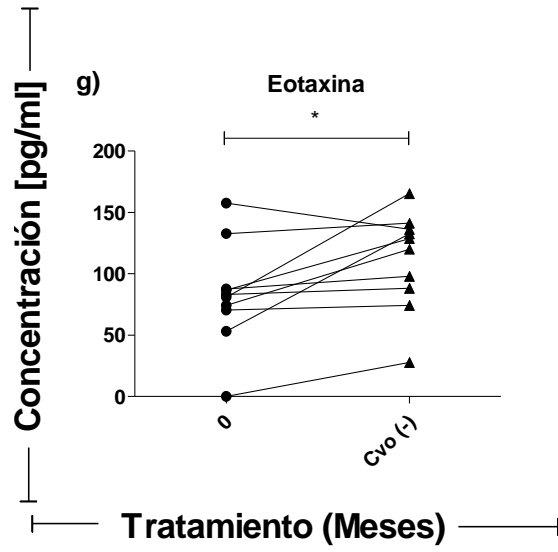 g)
Eotaxina
*
Concentración [pg/ml]
200
150
100
50
0
0
Cvo (-)
Tratamiento (Meses)